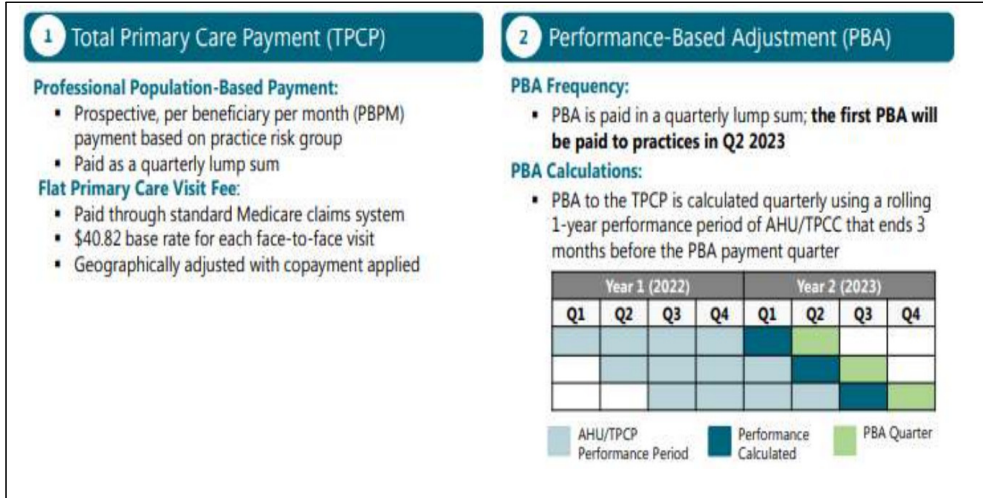 1 Total Primary Care Payment (TPCP)
Professional Population-Based Payment:
▪ Prospective, per beneficiary per month (PBPM)
payment based on practice risk group
▪ Paid as a quarterly lump sum
Flat Primary Care Visit Fee:
▪ Paid through standard Medicare claims system
▪ $40.82 base rate for each face-to-face visit
▪ Geographically adjusted with copayment applied
2 Performance-Based Adjustment (PBA)
PBA Frequency:
▪ PBA is paid in a quarterly lump sum; the first PBA will
be paid to practices in Q2 2023
PBA Calculations:
▪ PBA to the TPCP is calculated quarterly using a rolling
1-year performance period of AHU/TPCC that ends 3
months before the PBA payment quarter
Year 1 (2022) Year 2 (2023)
Q1 Q2 Q3 Q4 Q1 Q2 Q3 Q4
AHU/TPCP
Performance Period
Performance
Calculated
PBA Quarter